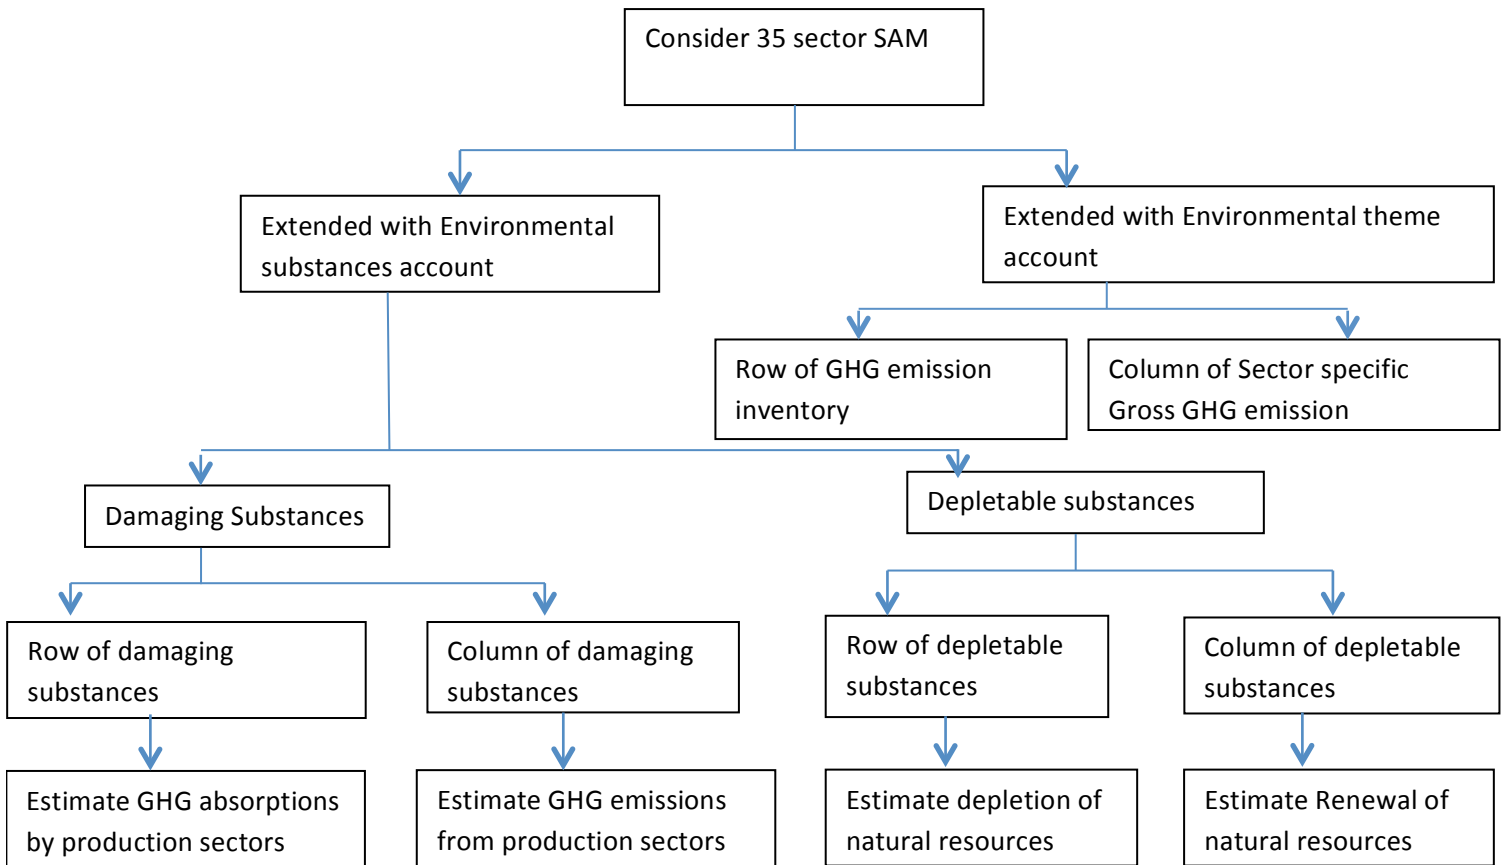 Consider 35 sector SAM
Extended with Environmental
substances account
Extended with Environmental theme
account
Row of GHG emission
inventory
Column of Sector specific
Gross GHG emission
Damaging Substances
Depletable substances
Row of damaging
substances
Column of damaging
substances
Row of depletable
substances
Column of depletable
substances
Estimate GHG absorptions
by production sectors
Estimate GHG emissions
from production sectors
Estimate depletion of
natural resources
Estimate Renewal of
natural resources